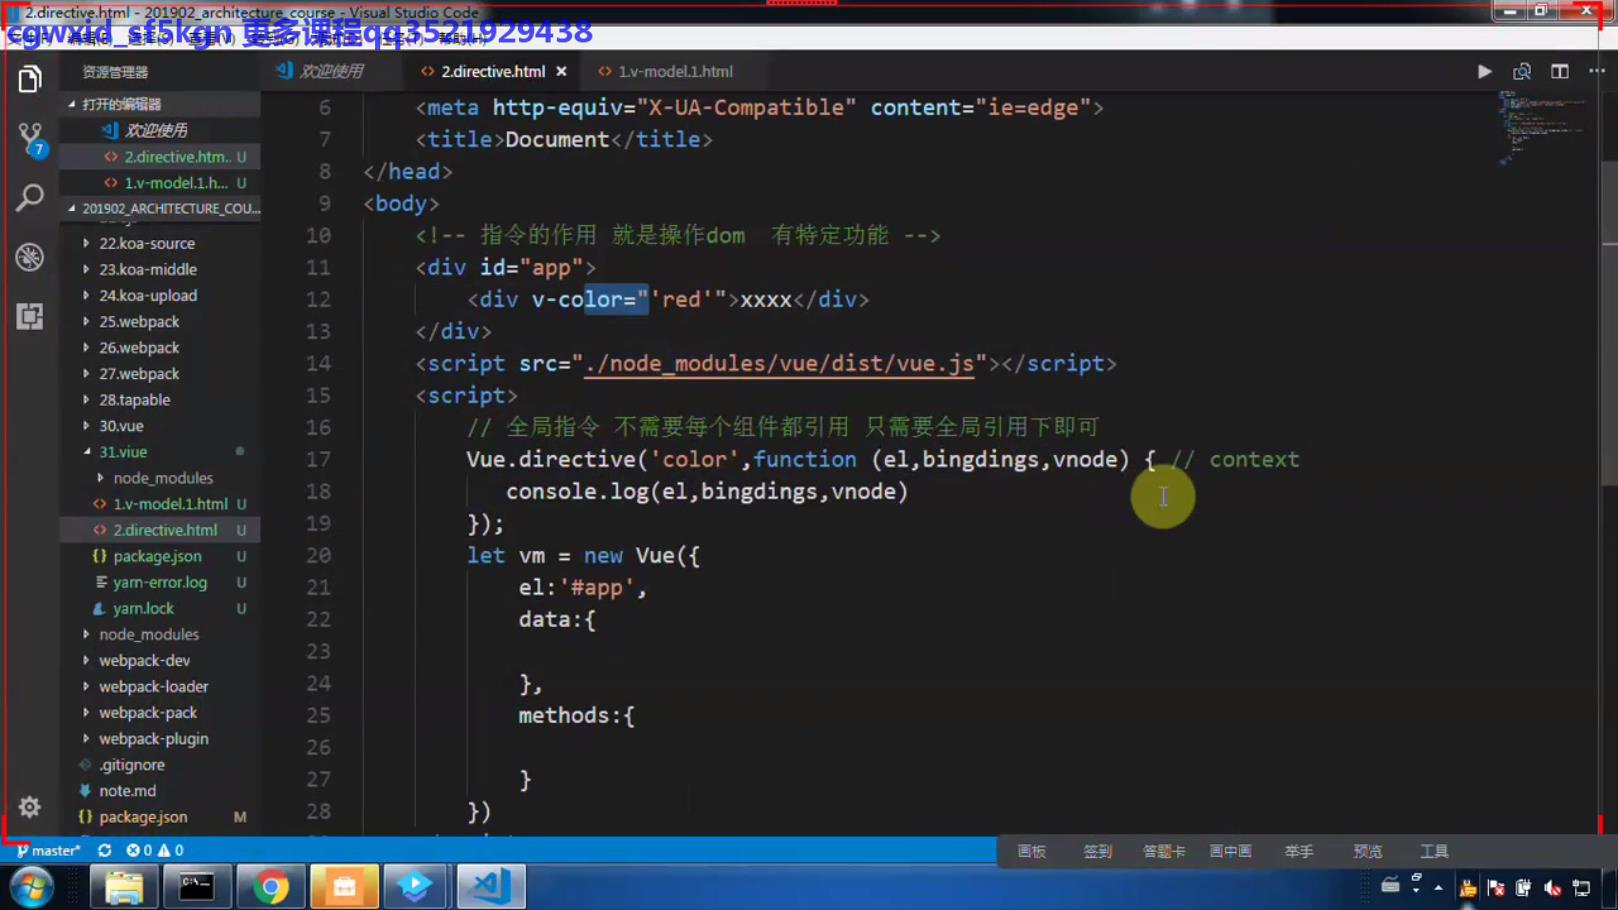 2.directive.html - 201902_architecture_course - Visual Studio Code
cgwxid_sf5kgn 更多课程qq3521929438
资源管理器
欢迎使用
2.directive.html
1.v-model.1.html
打开的编辑器
欢迎使用
2.directive.htm.. U
1.v-model.1.h... U
201902_ARCHITECTURE_COU...
22.koa-source
23.koa-middle
24.koa-upload
25.webpack
26.webpack
27.webpack
28.tapable
30.vue
31.viue
node_modules
1.v-model.1.html U
2.directive.html U
package.json U
yarn-error.log U
yarn.lock U
node_modules
webpack-dev
webpack-loader
webpack-pack
webpack-plugin
.gitignore
note.md
package.json M
7
6 <meta http-equiv="X-UA-Compatible" content="ie=edge">
7 <title>Document</title>
8 </head>
9 <body>
10 <!-- 指令的作用 就是操作dom 有特定功能 -->
11 <div id="app">
12 <div v-color="'red'">xxxx</div>
13 </div>
14 <script src="./node_modules/vue/dist/vue.js"></script>
15 <script>
16 // 全局指令 不需要每个组件都引用 只需要全局引用下即可
17 Vue.directive('color',function (el,bingdings,vnode) { // context
18 console.log(el,bingdings,vnode)
19 });
20 let vm = new Vue({
21 el:'#app',
22 data:{
23
24 },
25 methods:{
26
27 }
28 })
master* 0 0
画板 签到 答题卡 画中画 举手 预览 工具